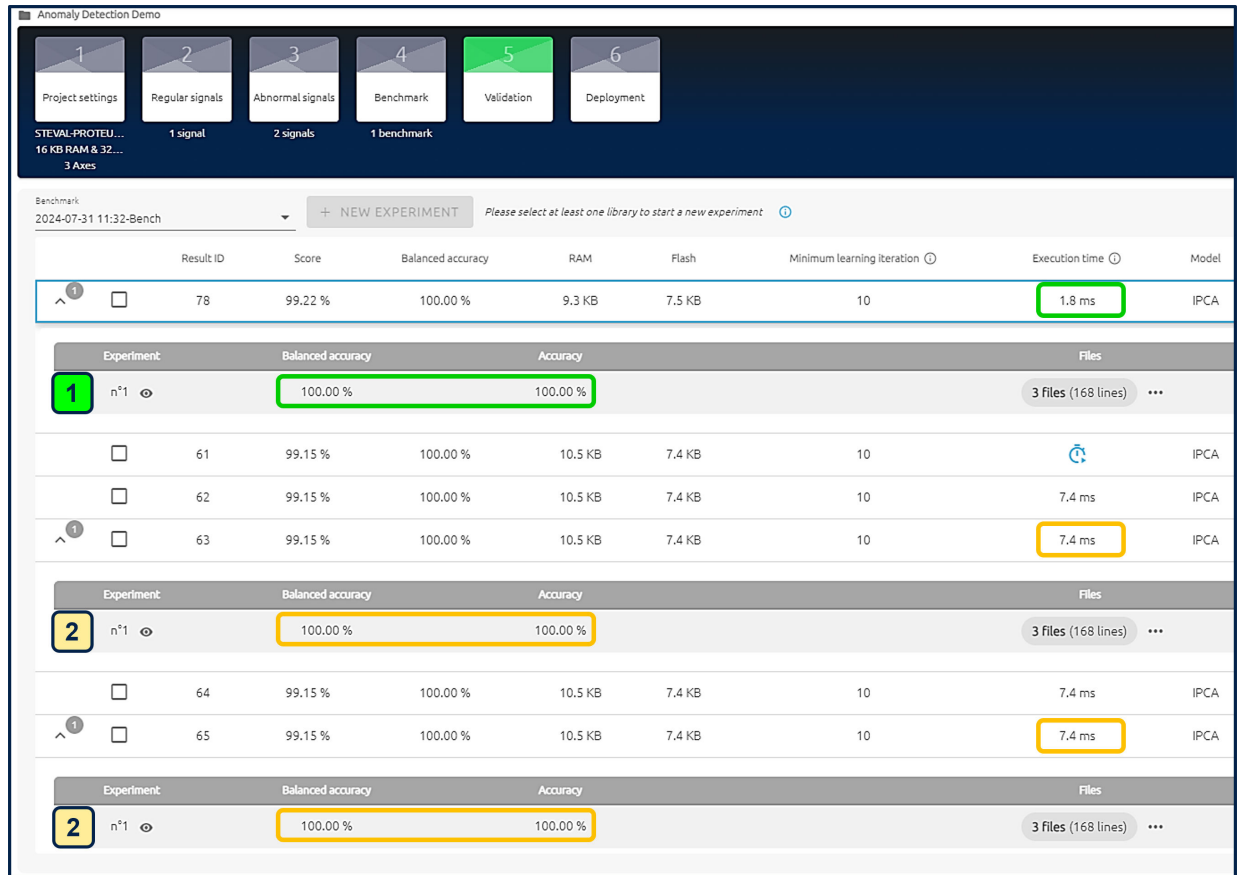 Anomaly Detection Demo
1 2 3 4 5 6
Project settings Regular signals Abnormal signals Benchmark Validation Deployment
STEVAL-PROTEU... 1 signal 2 signals 1 benchmark
16 KB RAM & 32...
3 Axes
Benchmark
2024-07-31 11:32-Bench + NEW EXPERIMENT Please select at least one library to start a new experiment
Result ID Score Balanced accuracy RAM Flash Minimum learning iteration Execution time Model
1 78 99.22 % 100.00 % 9.3 KB 7.5 KB 10 1.8 ms IPCA
Experiment Balanced accuracy Accuracy Files
1 n°1 100.00 % 100.00 % 3 files (168 lines) •••
61 99.15 % 100.00 % 10.5 KB 7.4 KB 10 IPCA
62 99.15 % 100.00 % 10.5 KB 7.4 KB 10 7.4 ms IPCA
1 63 99.15 % 100.00 % 10.5 KB 7.4 KB 10 7.4 ms IPCA
Experiment Balanced accuracy Accuracy Files
2 n°1 100.00 % 100.00 % 3 files (168 lines) •••
64 99.15 % 100.00 % 10.5 KB 7.4 KB 10 7.4 ms IPCA
1 65 99.15 % 100.00 % 10.5 KB 7.4 KB 10 7.4 ms IPCA
Experiment Balanced accuracy Accuracy Files
2 n°1 100.00 % 100.00 % 3 files (168 lines) •••